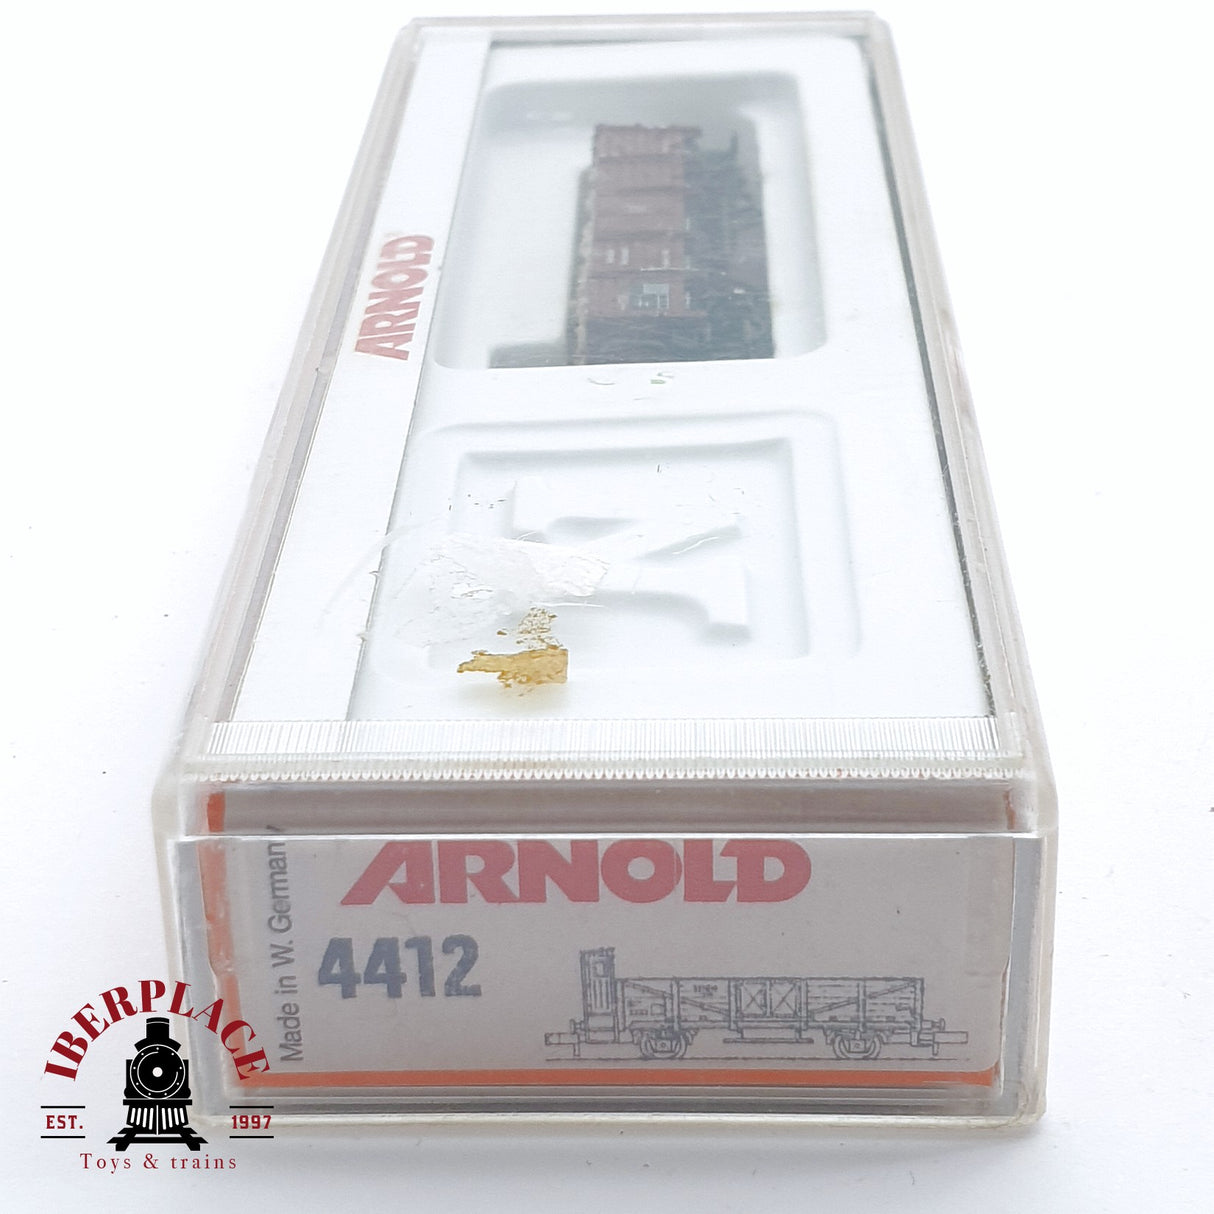 ARNOLD
N
ARNOLD
4412
Made in W. Germany
IBERPLACE
EST. 1997
Toys & trains